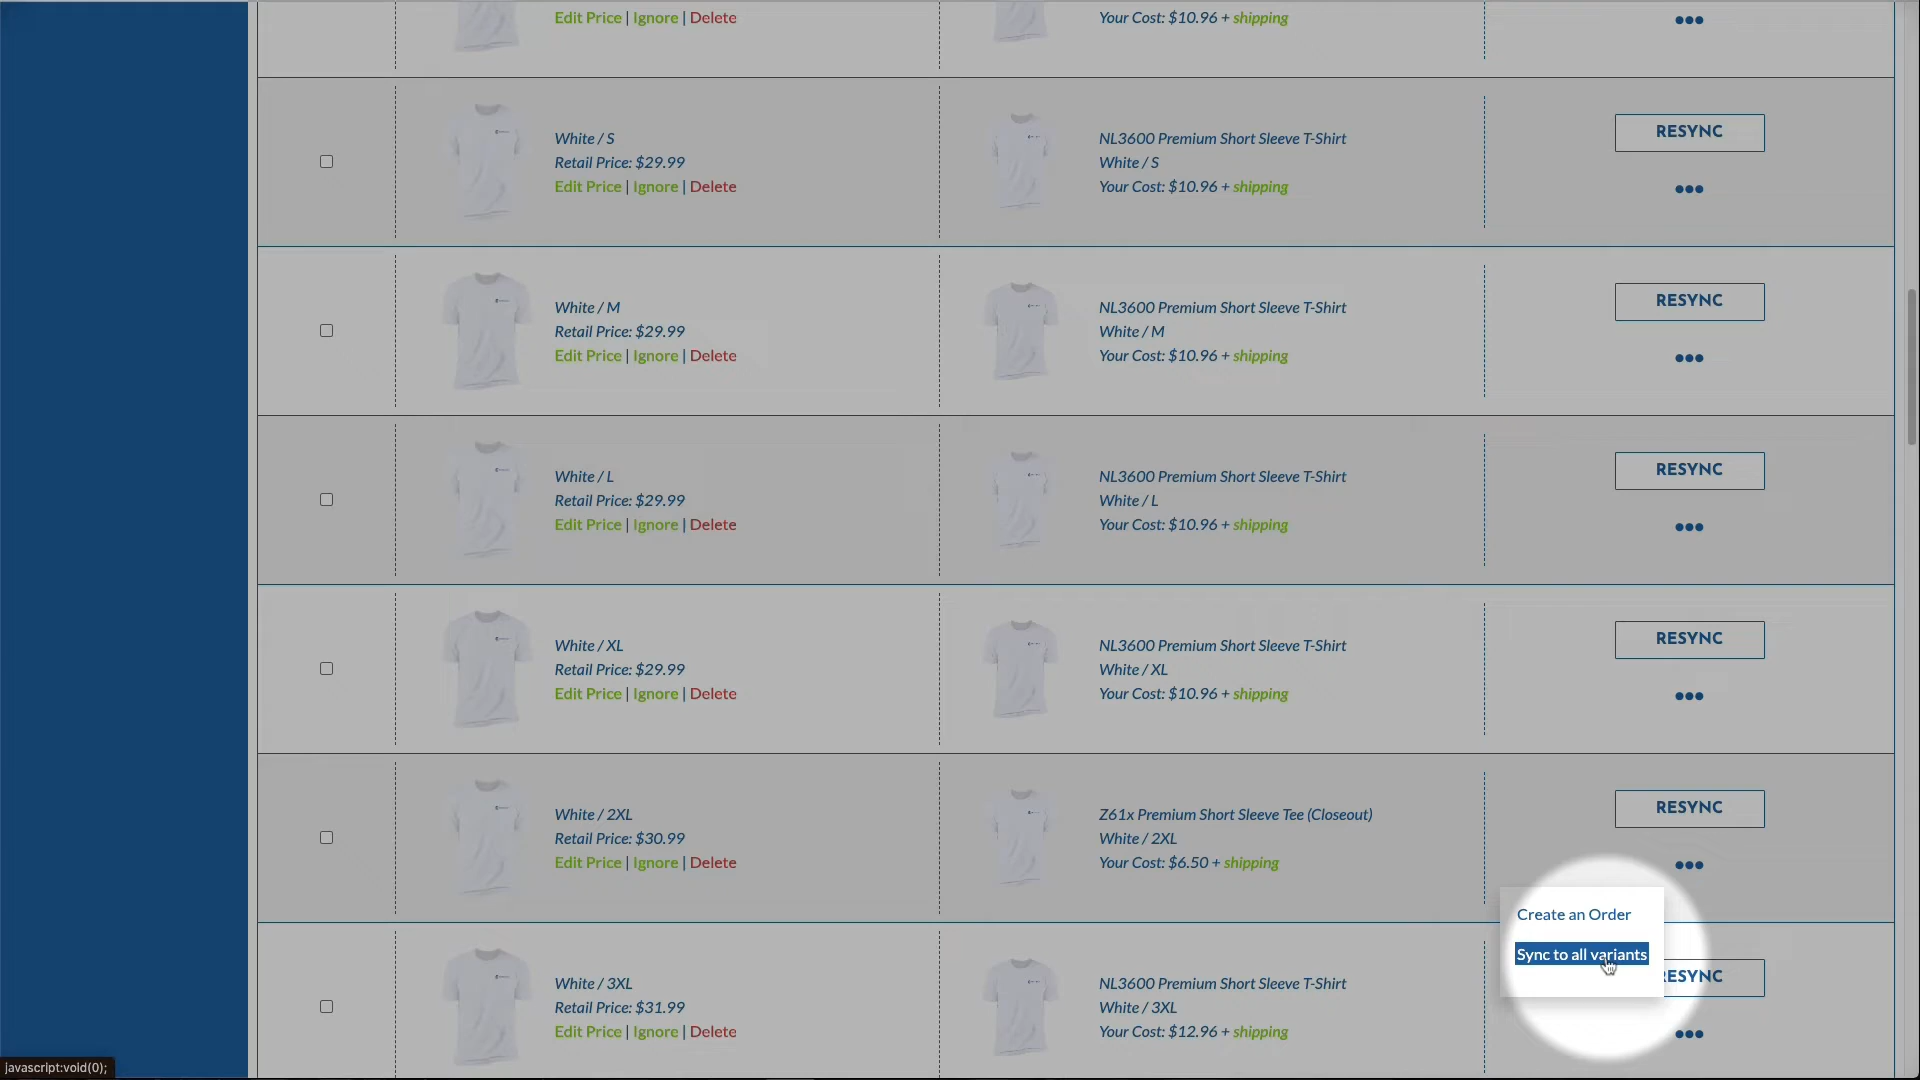 Edit Price | Ignore | Delete
Your Cost: $10.96 + shipping
White / S
Retail Price: $29.99
Edit Price | Ignore | Delete
NL3600 Premium Short Sleeve T-Shirt
White / S
Your Cost: $10.96 + shipping
RESYNC
White / M
Retail Price: $29.99
Edit Price | Ignore | Delete
NL3600 Premium Short Sleeve T-Shirt
White / M
Your Cost: $10.96 + shipping
RESYNC
White / L
Retail Price: $29.99
Edit Price | Ignore | Delete
NL3600 Premium Short Sleeve T-Shirt
White / L
Your Cost: $10.96 + shipping
RESYNC
White / XL
Retail Price: $29.99
Edit Price | Ignore | Delete
NL3600 Premium Short Sleeve T-Shirt
White / XL
Your Cost: $10.96 + shipping
RESYNC
White / 2XL
Retail Price: $30.99
Edit Price | Ignore | Delete
Z61x Premium Short Sleeve Tee (Closeout)
White / 2XL
Your Cost: $6.50 + shipping
RESYNC
Create an Order
Sync to all variants
White / 3XL
Retail Price: $31.99
Edit Price | Ignore | Delete
NL3600 Premium Short Sleeve T-Shirt
White / 3XL
Your Cost: $12.96 + shipping
RESYNC
javascript:void(0);